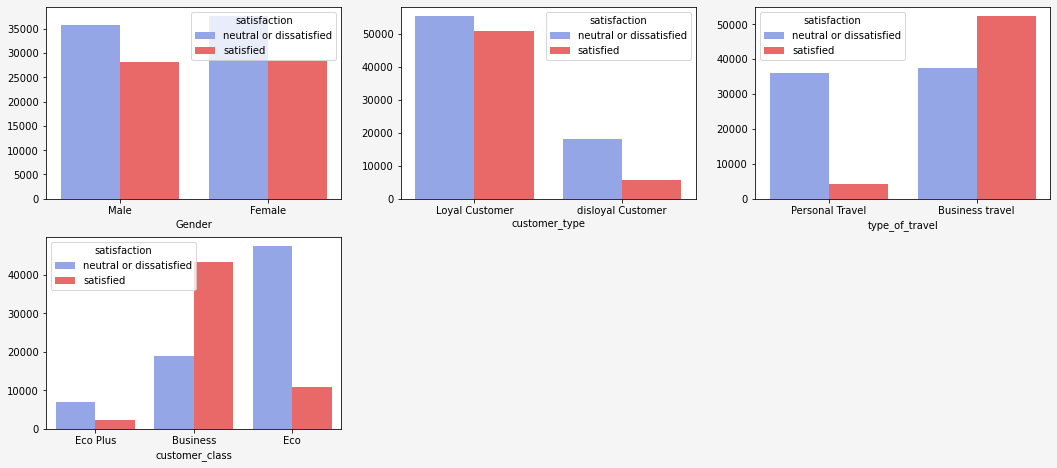 35000
30000
25000
20000
15000
10000
5000
0
satisfaction
neutral or dissatisfied
satisfied
Male
Female
Gender
50000
40000
30000
20000
10000
0
satisfaction
neutral or dissatisfied
satisfied
Loyal Customer
disloyal Customer
customer_type
50000
40000
30000
20000
10000
0
satisfaction
neutral or dissatisfied
satisfied
Personal Travel
Business travel
type_of_travel
40000
30000
20000
10000
0
satisfaction
neutral or dissatisfied
satisfied
Eco Plus
Business
Eco
customer_class